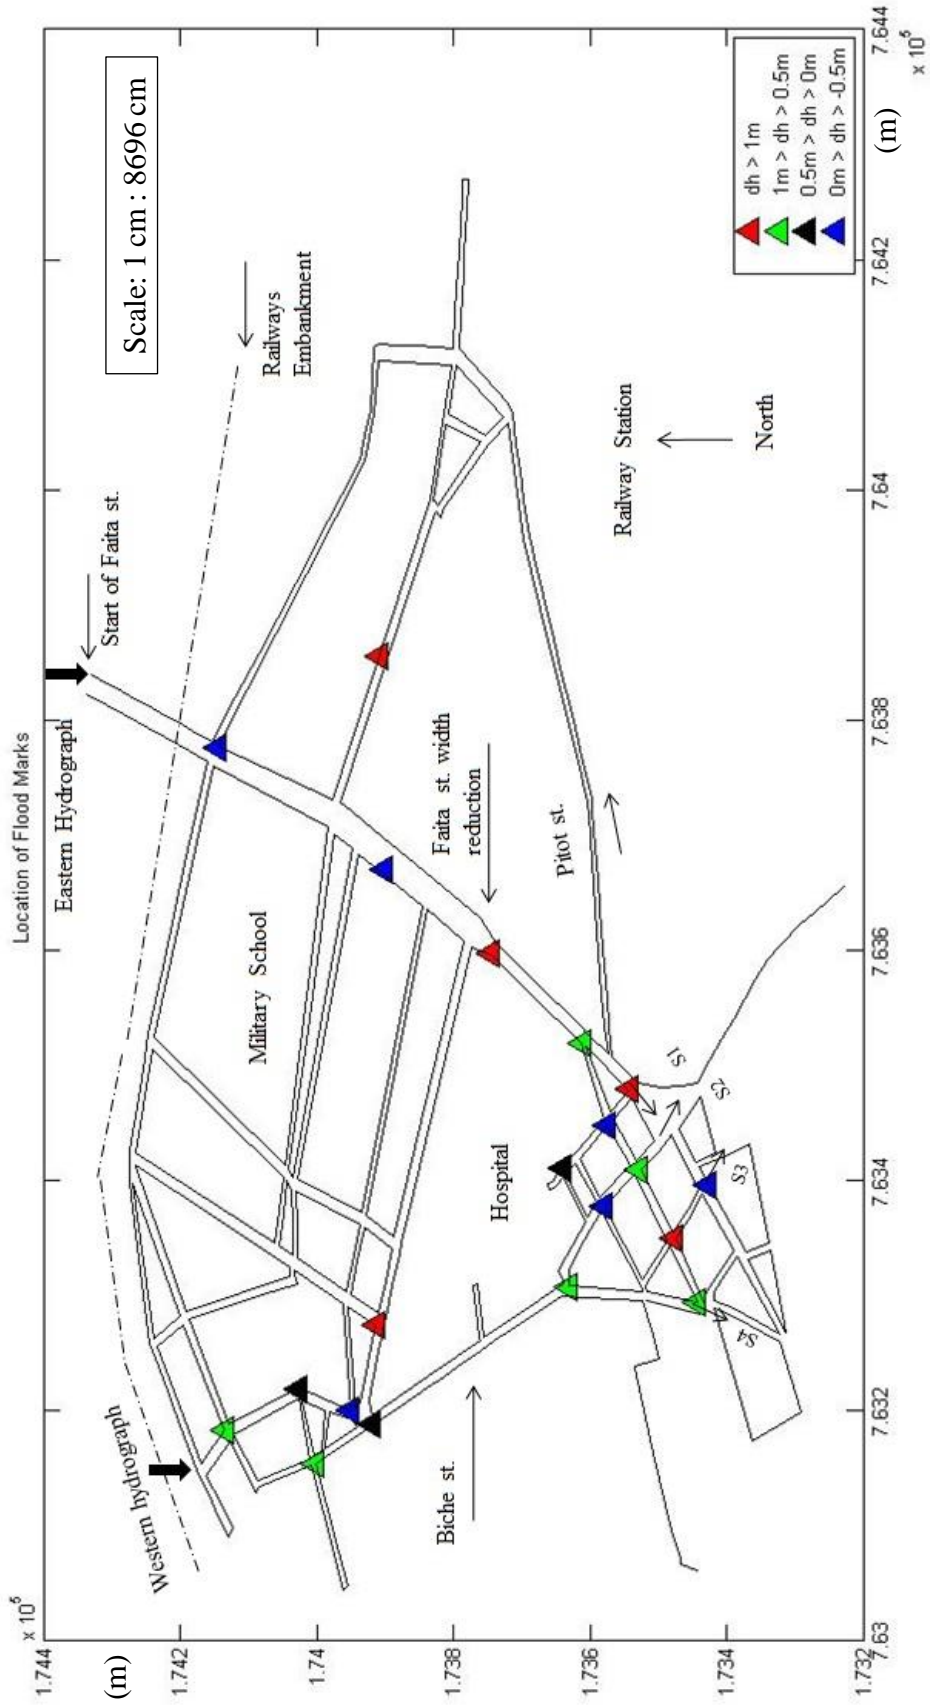 Location of Flood Marks
x 10⁵
1.744
1.742
1.74
1.738
1.736
1.734
1.732
(m)
7.63
7.632
7.634
7.636
7.638
7.64
7.642
7.644
x 10⁵
(m)
Western hydrograph
Eastern Hydrograph
Start of Faita st.
Railways
Embankment
Scale: 1 cm : 8696 cm
Military School
Faita st. width
reduction
Biche st.
Hospital
Pitot st.
Railway Station
North
S1
S2
S3
S4
dh > 1m
1m > dh > 0.5m
0.5m > dh > 0m
0m > dh > -0.5m